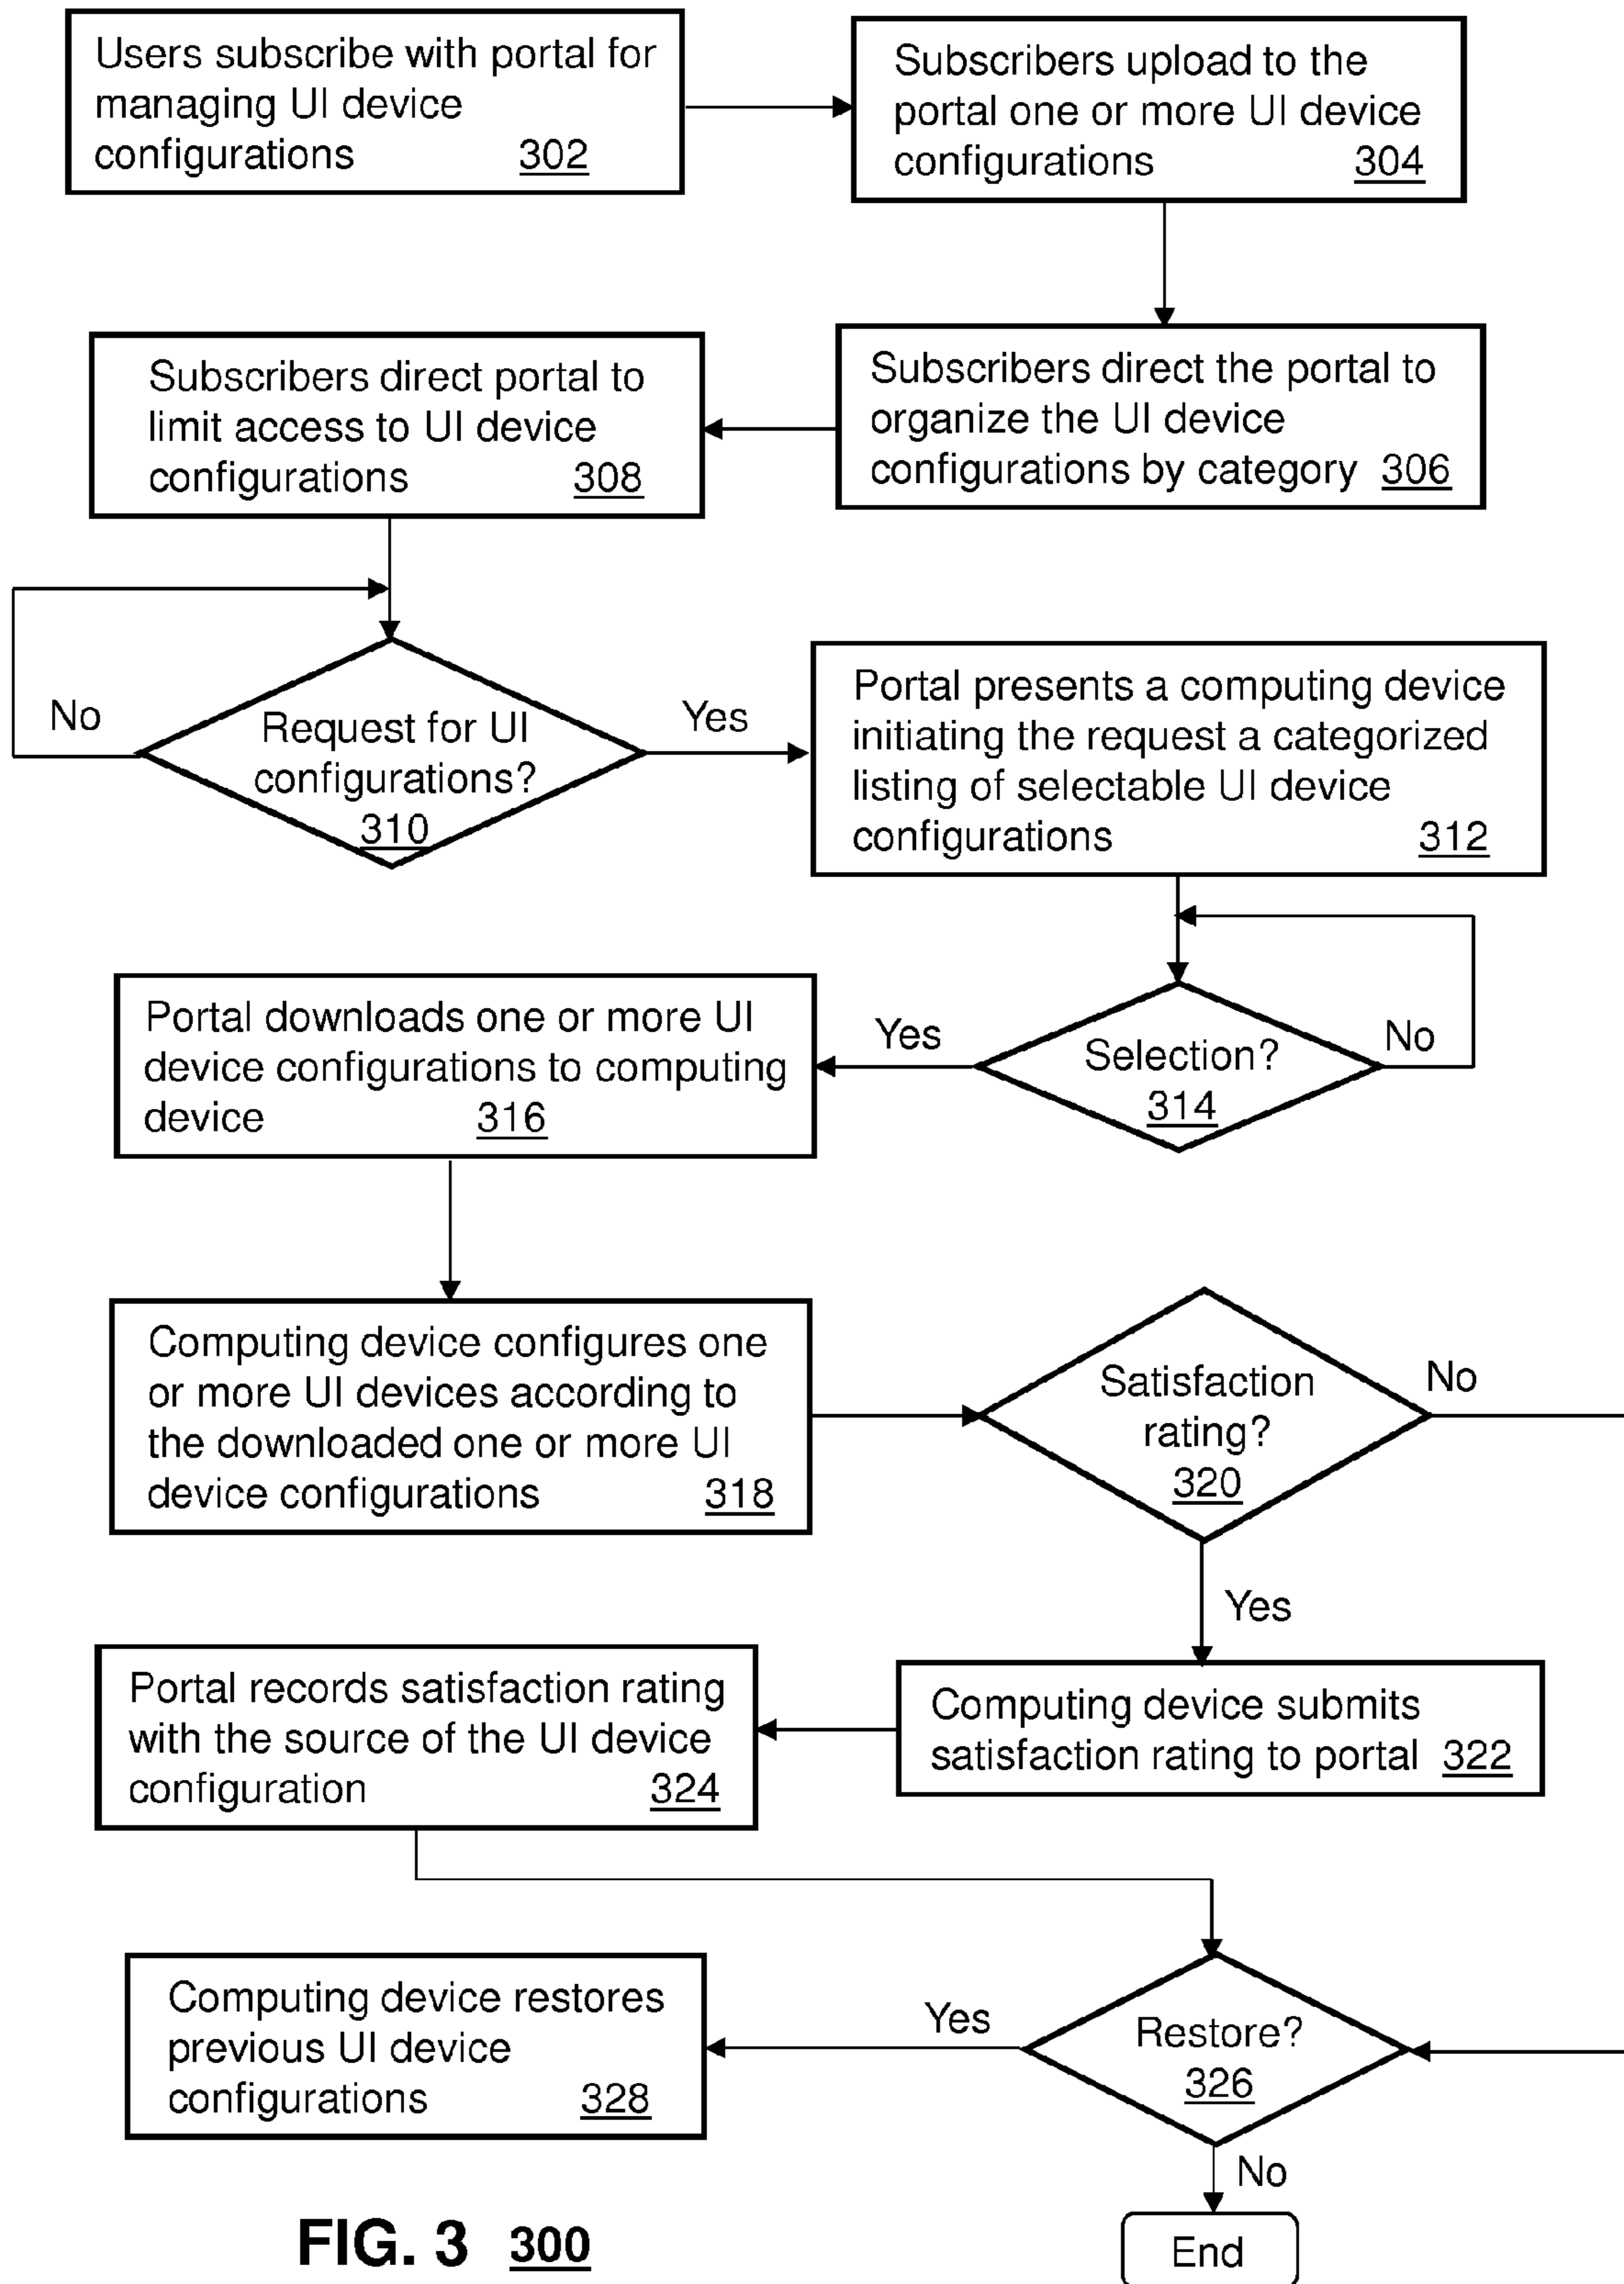 Users subscribe with portal for
managing UI device
configurations 302
Subscribers upload to the
portal one or more UI device
configurations 304
Subscribers direct the portal to
organize the UI device
configurations by category 306
Subscribers direct portal to
limit access to UI device
configurations 308
No
Request for UI
configurations?
310
Yes
Portal presents a computing device
initiating the request a categorized
listing of selectable UI device
configurations 312
Selection?
314
No
Yes
Portal downloads one or more UI
device configurations to computing
device 316
Computing device configures one
or more UI devices according to
the downloaded one or more UI
device configurations 318
Satisfaction
rating?
320
No
Yes
Computing device submits
satisfaction rating to portal 322
Portal records satisfaction rating
with the source of the UI device
configuration 324
Restore?
326
Yes
Computing device restores
previous UI device
configurations 328
No
End
FIG. 3 300